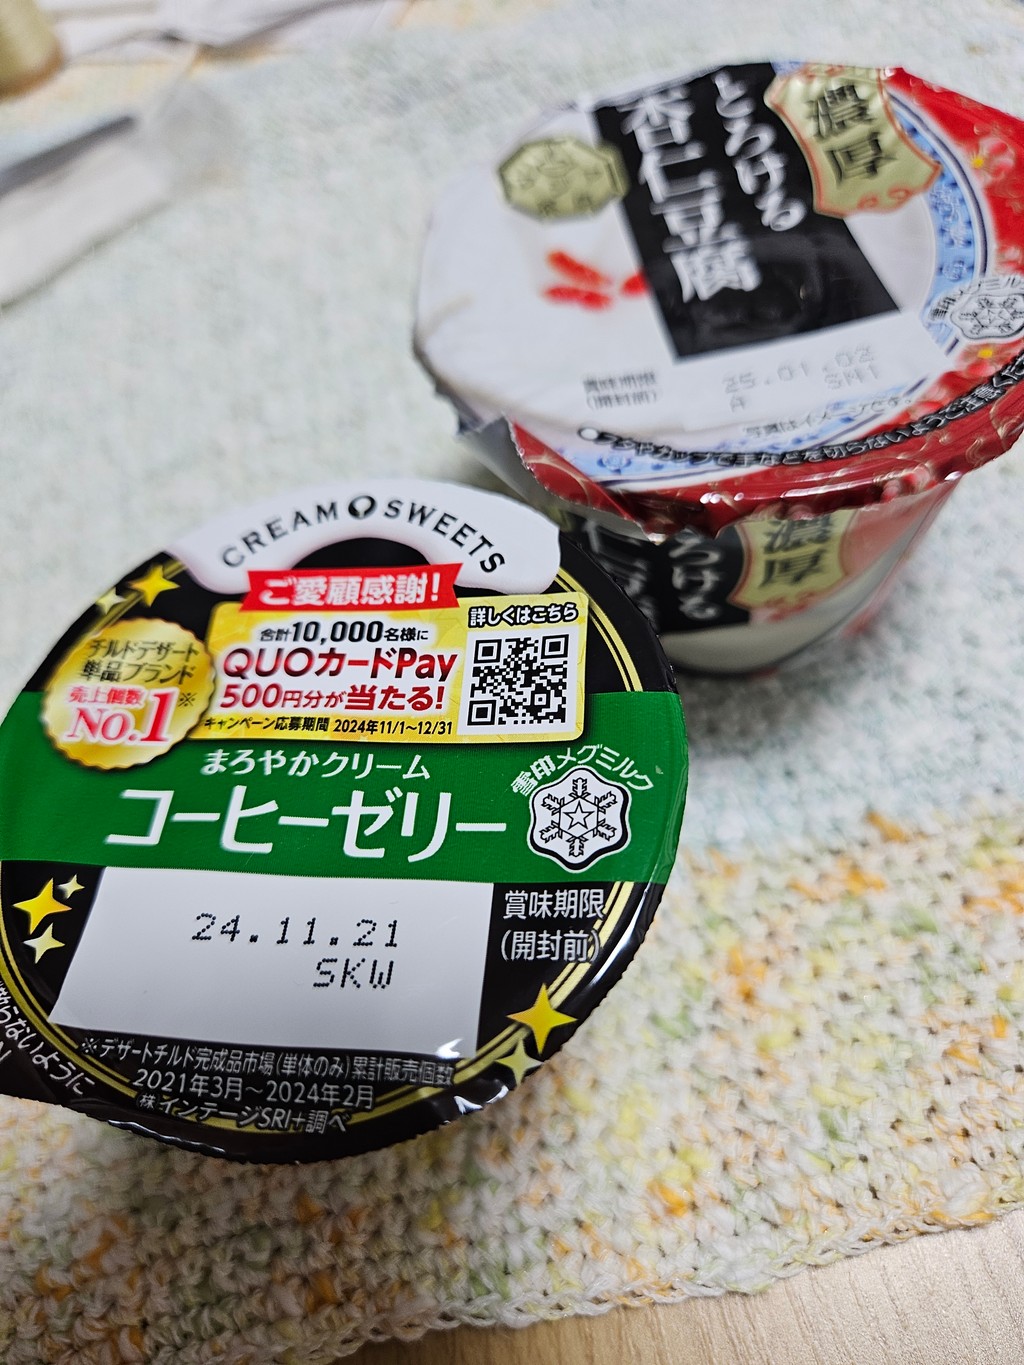 濃厚
とろける
杏仁豆腐
雪印メグミルク
賞味期限
(開封前)
25.01.02
写真はイメージです。
濃厚
とろける
CREAM SWEETS
ご愛顧感謝!
合計10,000名様に
QUOカードPay
500円分が当たる!
キャンペーン応募期間 2024年11/1~12/31
詳しくはこちら
チルドデザート
単品ブランド
売上個数
No.1※
まろやかクリーム
コーヒーゼリー
雪印メグミルク
24.11.21
SKW
賞味期限
(開封前)
※デザートチルド完成品市場(単体のみ)累計販売個数
2021年3月~2024年2月
㈱インテージSRI+調べ